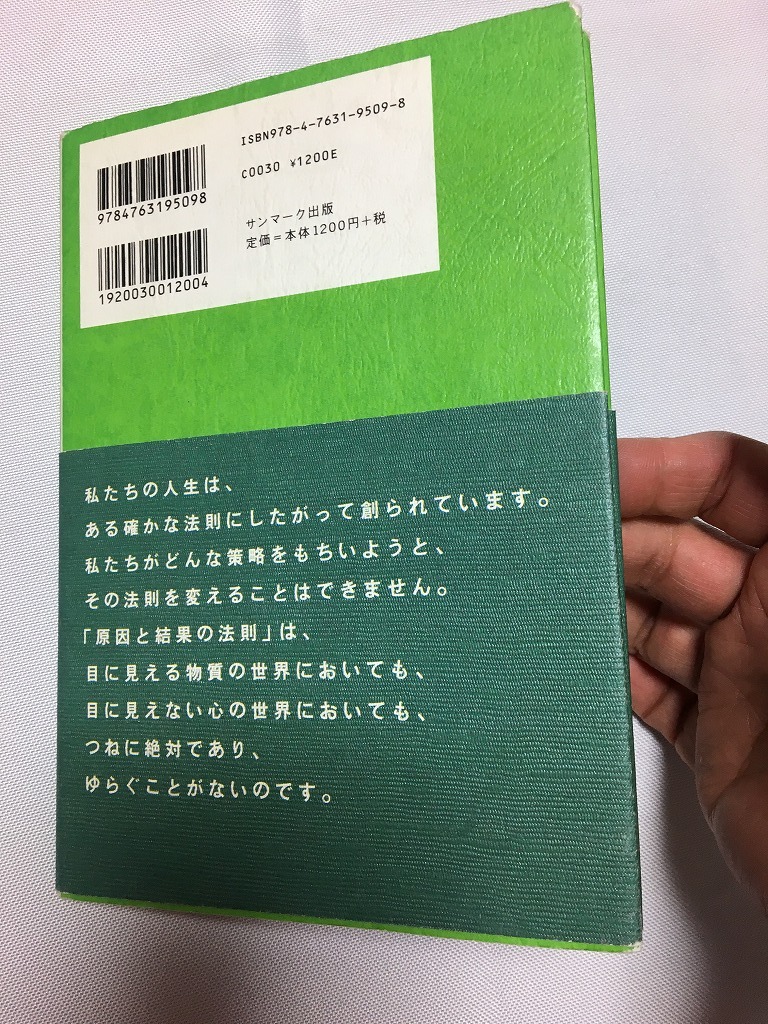 ISBN978-4-7631-9509-8
C0030 ¥1200E
9784763195098
サンマーク出版
定価=本体1200円+税
1920030012004
私たちの人生は、
ある確かな法則にしたがって創られています。
私たちがどんな策略をもちいようと、
その法則を変えることはできません。
「原因と結果の法則」は、
目に見える物質の世界においても、
目に見えない心の世界においても、
つねに絶対であり、
ゆらぐことがないのです。